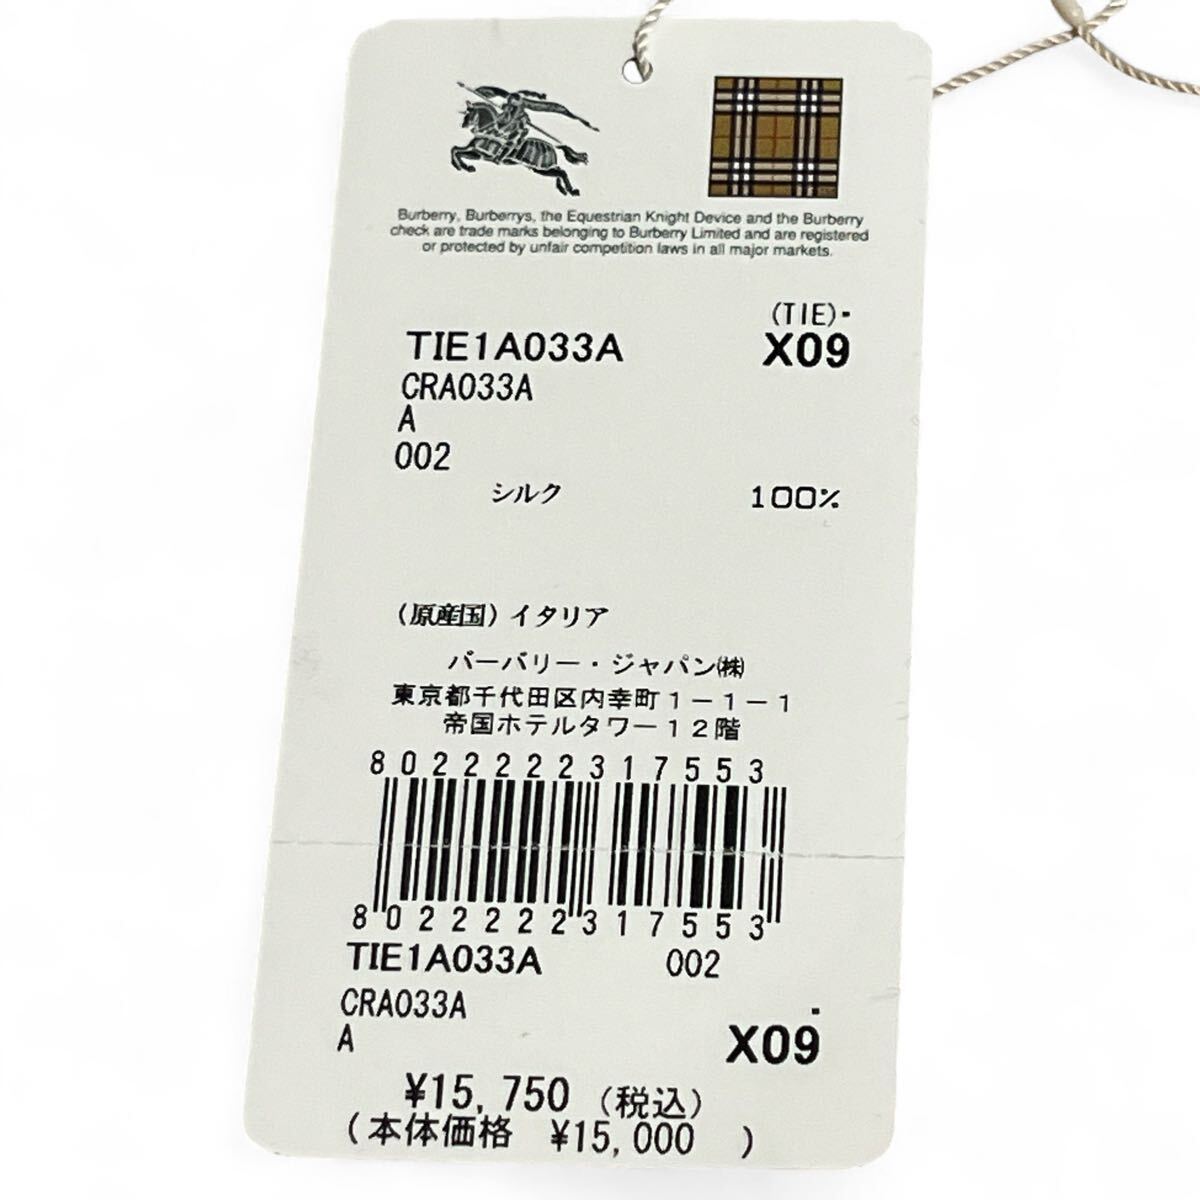 Burberry, Burberrys, the Equestrian Knight Device and the Burberry
check are trade marks belonging to Burberry Limited and are registered
or protected by unfair competition laws in all major markets.
(TIE)-
TIE1A033A X09
CRA033A
A
002
シルク 100%
(原産国) イタリア
バーバリー・ジャパン㈱
東京都千代田区内幸町1-1-1
帝国ホテルタワー12階
8022222317553
8022222317553
TIE1A033A 002
CRA033A -
A X09
¥15,750 (税込)
(本体価格 ¥15,000 )